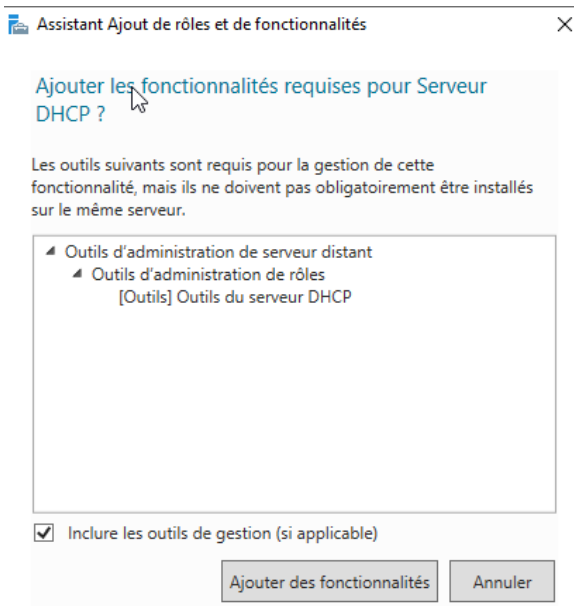 Assistant Ajout de rôles et de fonctionnalités
Ajouter les fonctionnalités requises pour Serveur
DHCP ?
Les outils suivants sont requis pour la gestion de cette
fonctionnalité, mais ils ne doivent pas obligatoirement être installés
sur le même serveur.
Outils d'administration de serveur distant
Outils d'administration de rôles
[Outils] Outils du serveur DHCP
Inclure les outils de gestion (si applicable)
Ajouter des fonctionnalités
Annuler